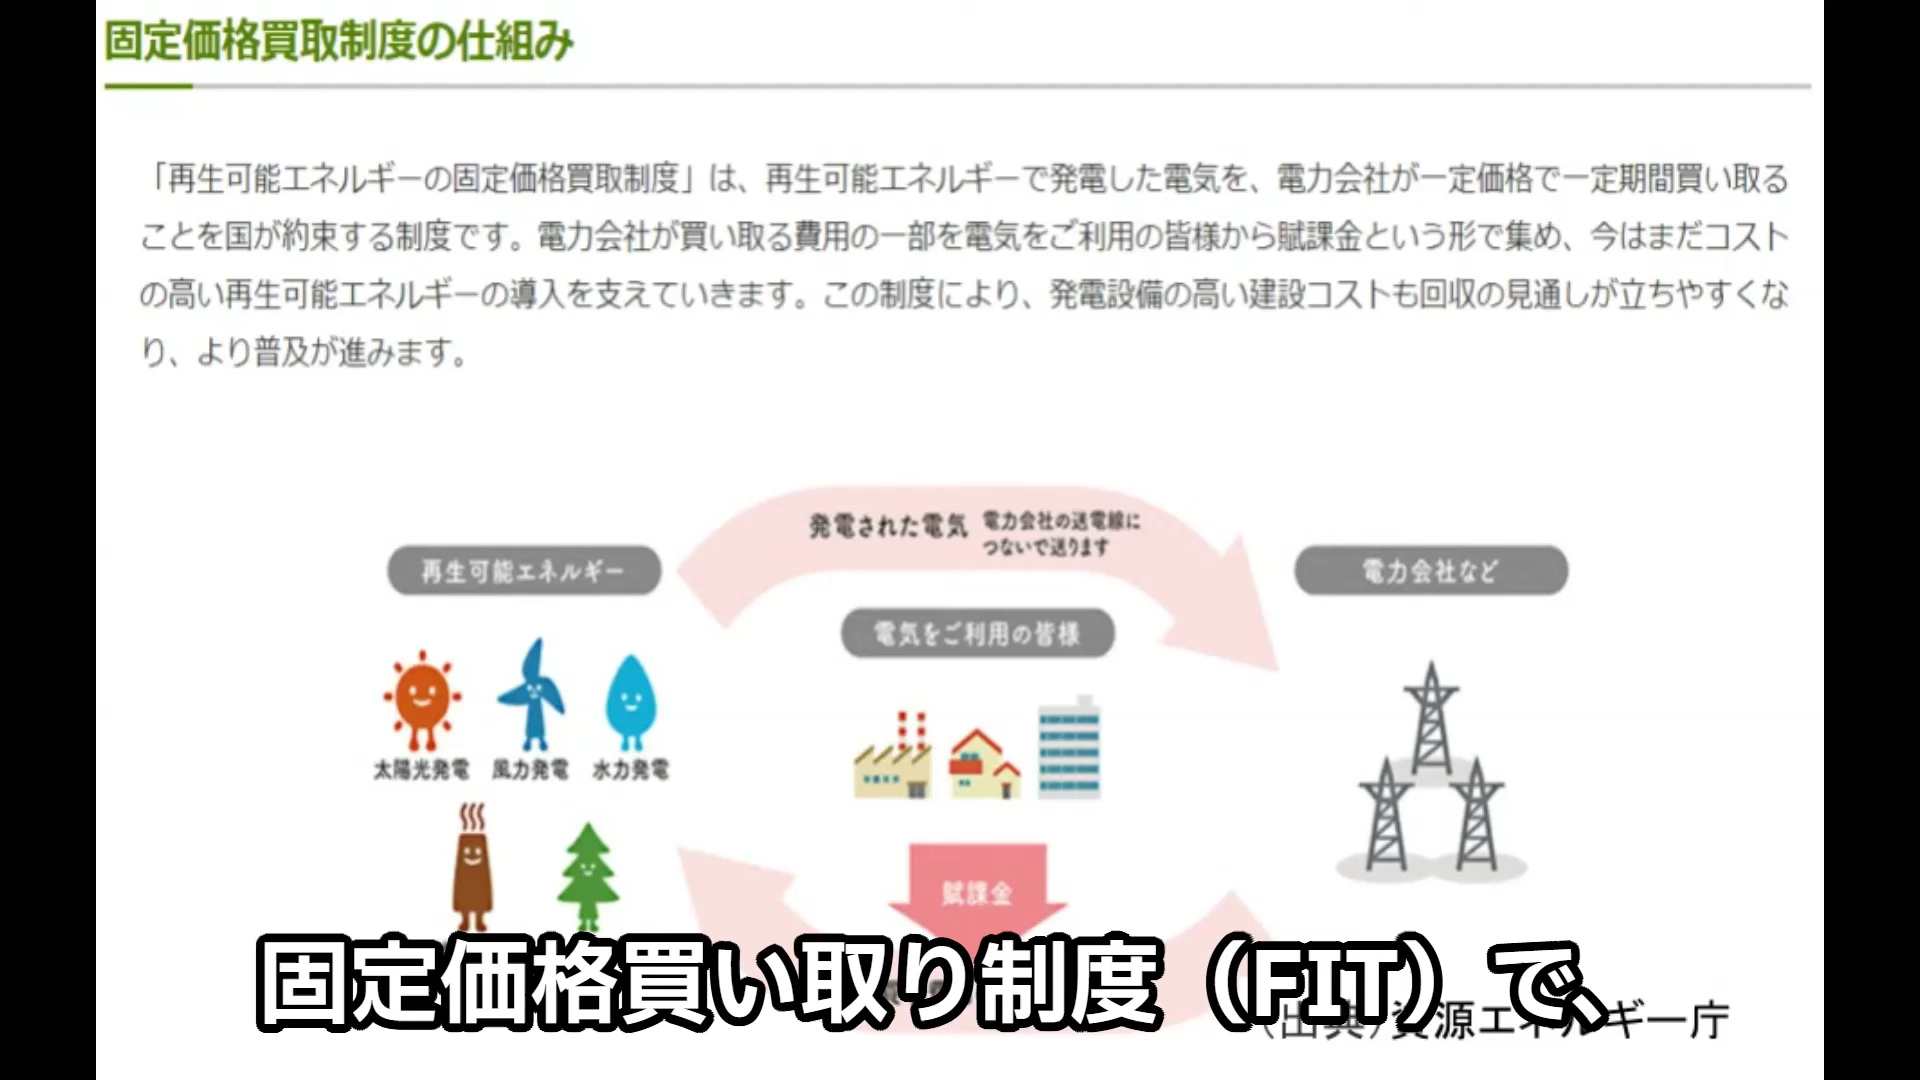 固定価格買取制度の仕組み
「再生可能エネルギーの固定価格買取制度」は、再生可能エネルギーで発電した電気を、電力会社が一定価格で一定期間買い取る
ことを国が約束する制度です。電力会社が買い取る費用の一部を電気をご利用の皆様から賦課金という形で集め、今はまだコスト
の高い再生可能エネルギーの導入を支えていきます。この制度により、発電設備の高い建設コストも回収の見通しが立ちやすくな
り、より普及が進みます。
発電された電気
電力会社の送電線に
つないで送ります
再生可能エネルギー
電力会社など
電気をご利用の皆様
太陽光発電
風力発電
水力発電
賦課金
固定価格買い取り制度（FIT）で、
（出典）資源エネルギー庁